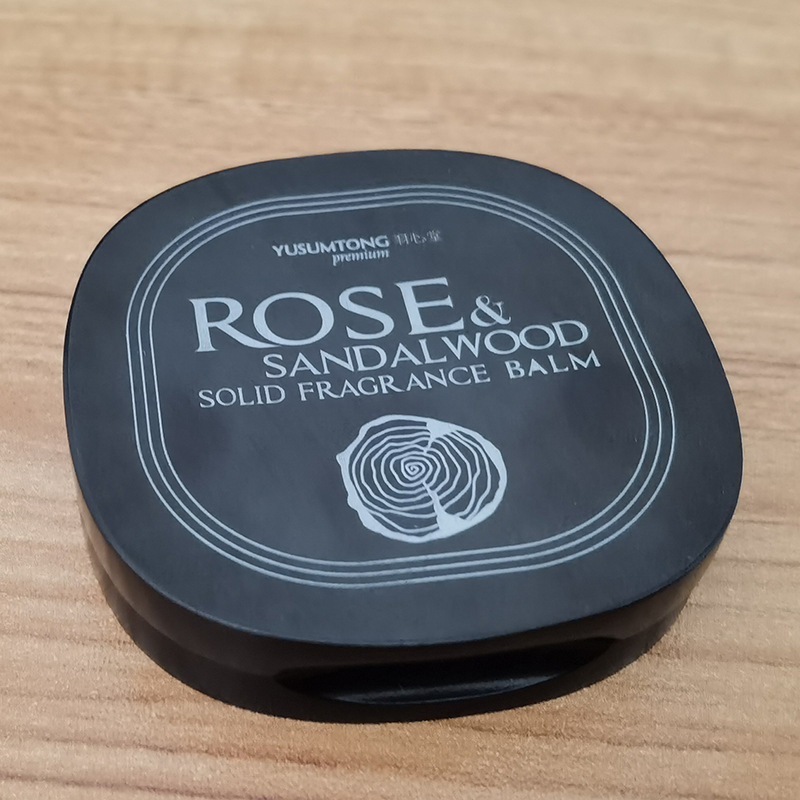 YUSUMTONG
premium
ROSE &
SANDALWOOD
SOLID FRAGRANCE BALM